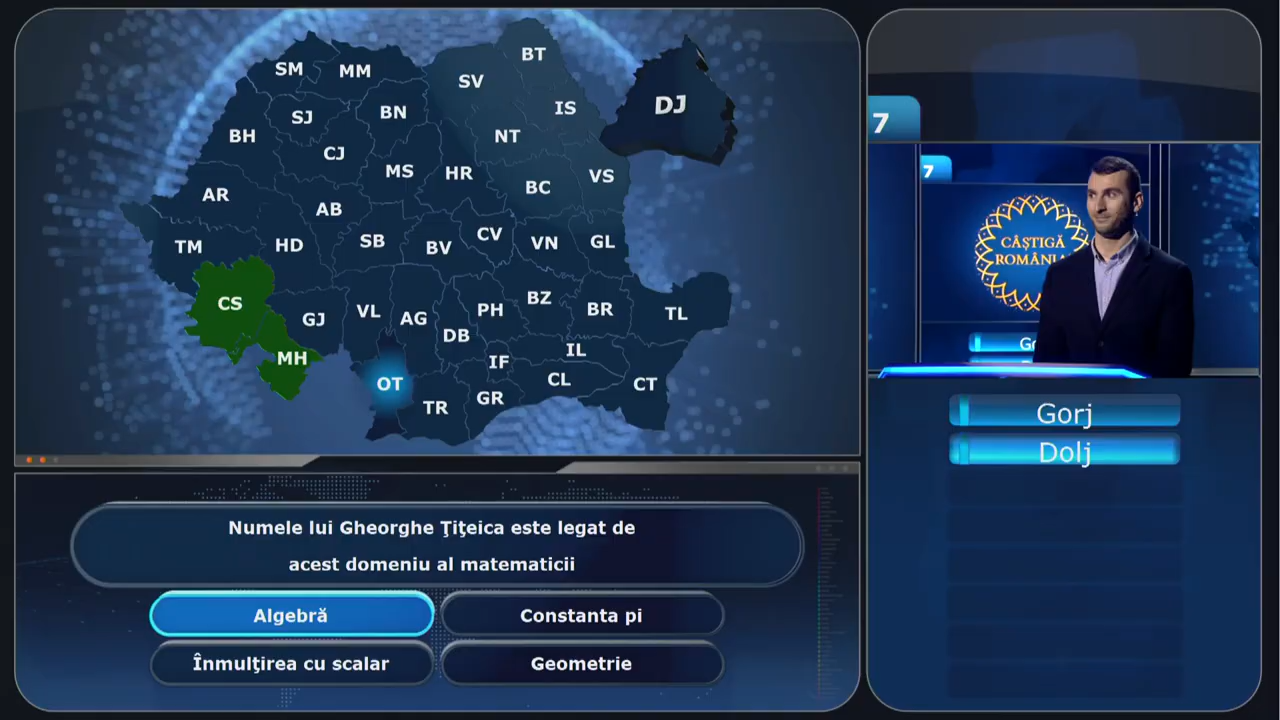 BT
SM
MM
SV
DJ
IS
BN
SJ
BH
NT
CJ
MS
HR
VS
BC
AR
AB
TM
HD
SB
BV
CV
VN
GL
CS
GJ
VL
AG
PH
BZ
BR
TL
DB
MH
IF
IL
OT
CL
CT
TR
GR
7
7
CÂȘTIGĂ
ROMÂNIA
Go
Gorj
Dolj
Numele lui Gheorghe Ţiţeica este legat de
acest domeniu al matematicii
Algebră
Constanta pi
Înmulţirea cu scalar
Geometrie